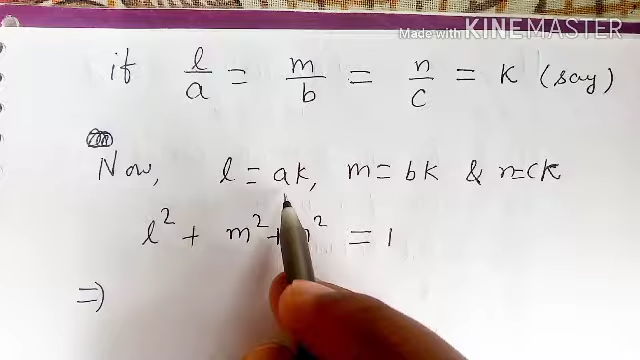 Made with KINEMASTER
if l/a = m/b = n/c = K (say)
Now, l = ak, m = bk & n=ck
l² + m² + n² = 1
=>